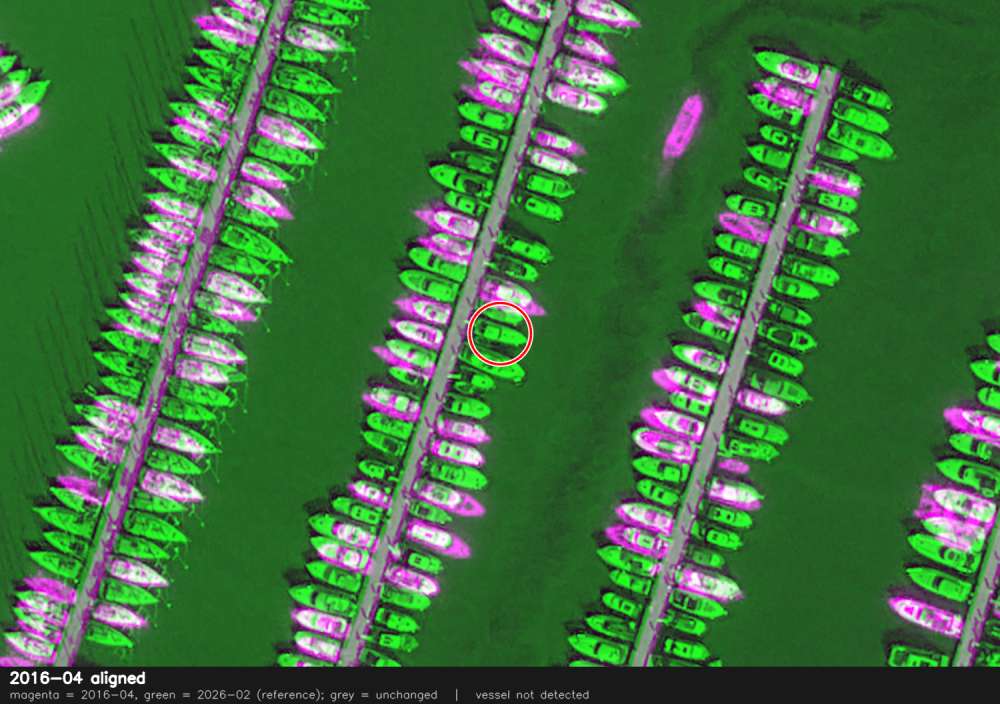 2016-04 aligned
magenta = 2016-04, green = 2026-02 (reference); grey = unchanged | vessel not detected